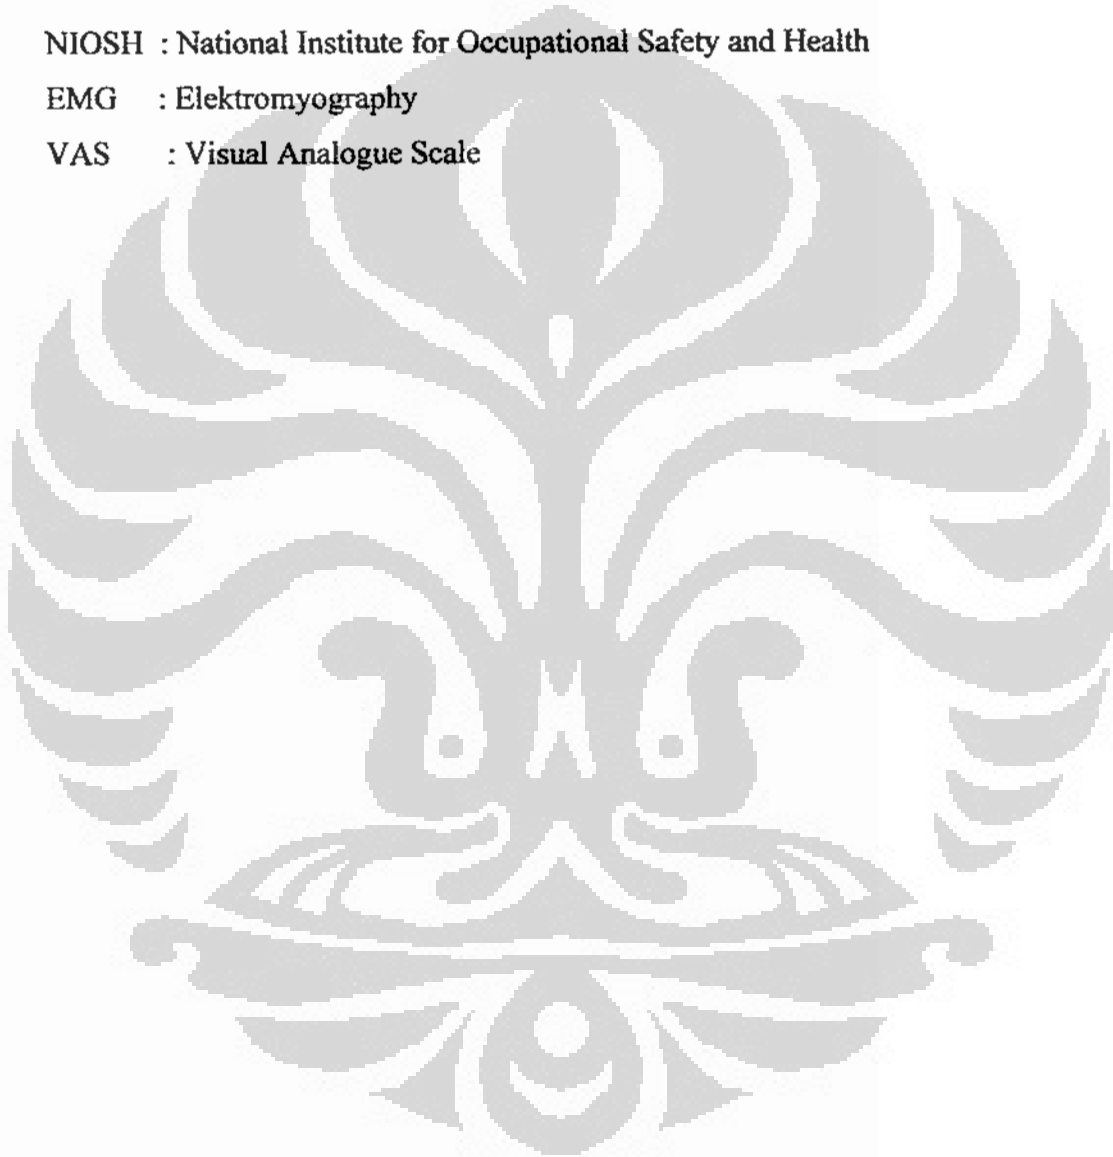 NIOSH : National Institute for Occupational Safety and Health
EMG : Elektromyography
VAS : Visual Analogue Scale